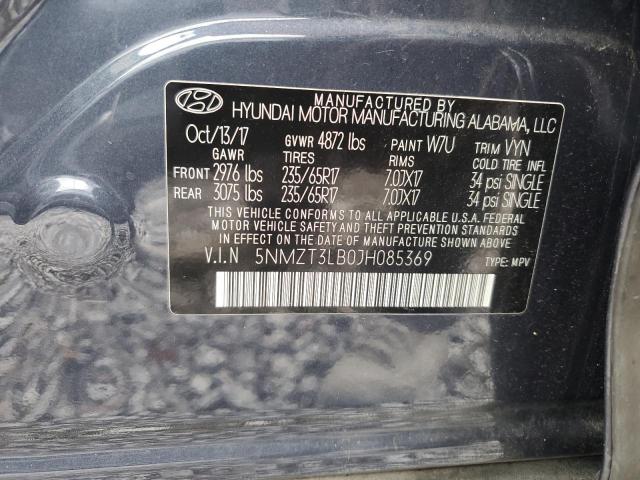 MANUFACTURED BY
HYUNDAI MOTOR MANUFACTURING ALABAMA, LLC
Oct/13/17 GVWR 4872 lbs PAINT W7U TRIM VYN
GAWR TIRES RIMS COLD TIRE INFL
FRONT 2976 lbs 235/65R17 7.0JX17 34 psi SINGLE
REAR 3075 lbs 235/65R17 7.0JX17 34 psi SINGLE
THIS VEHICLE CONFORMS TO ALL APPLICABLE U.S.A. FEDERAL
MOTOR VEHICLE SAFETY AND THEFT PREVENTION STANDARDS
IN EFFECT ON THE DATE OF MANUFACTURE SHOWN ABOVE.
V.I.N 5NMZT3LB0JH085369 TYPE: MPV